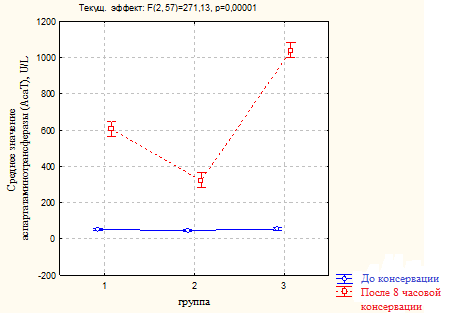 Текущ. эффект: F(2,57)=271,13, p=0,00001
Среднее значение
аспартатаминотрансферазы (АсаТ), U/L
1200
1000
800
600
400
200
0
-200
1
2
3
группа
До консервации
После 8 часовой
консервации